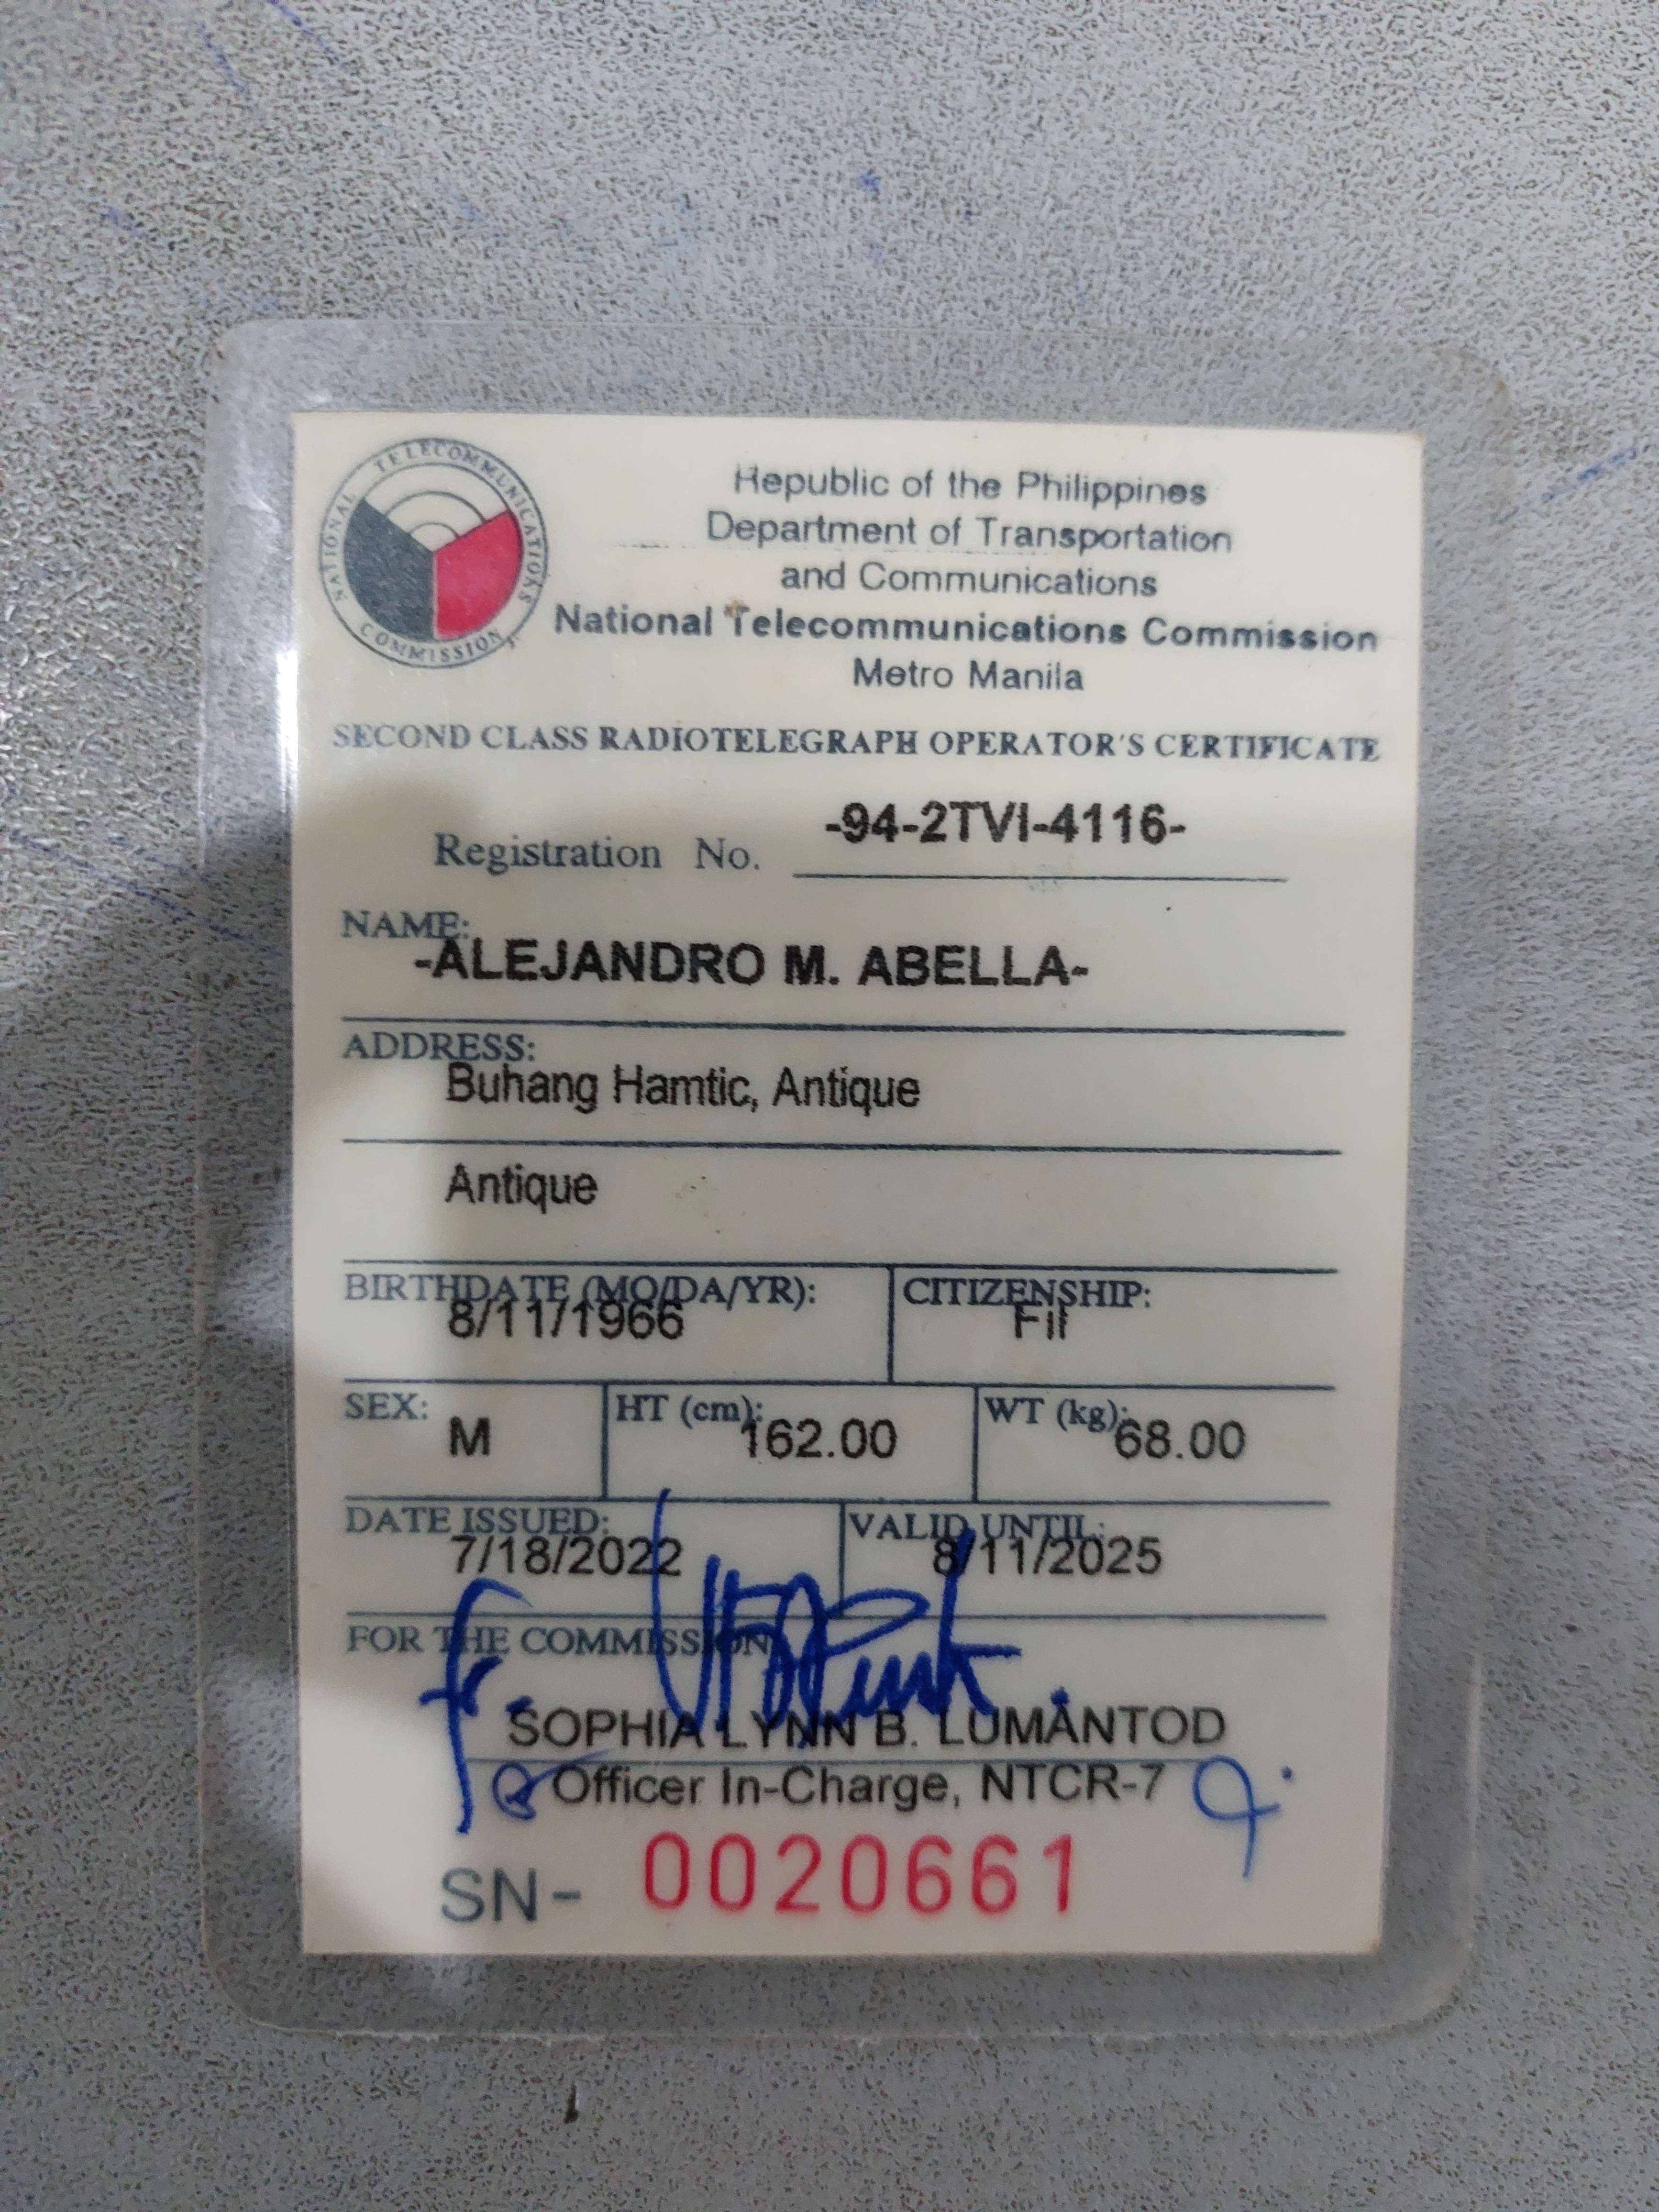 NATIONAL TELECOMMUNICATIONS COMMISSION
Republic of the Philippines
Department of Transportation
and Communications
National Telecommunications Commission
Metro Manila
SECOND CLASS RADIOTELEGRAPH OPERATOR'S CERTIFICATE
Registration No. -94-2TVI-4116-
NAME:
-ALEJANDRO M. ABELLA-
ADDRESS:
Buhang Hamtic, Antique
Antique
BIRTHDATE (MO/DA/YR): CITIZENSHIP:
8/11/1966 Fil
SEX: HT (cm): WT (kg):
M 162.00 68.00
DATE ISSUED: VALID UNTIL:
7/18/2022 8/11/2025
FOR THE COMMISSION
SOPHIA LYNN B. LUMANTOD
Officer In-Charge, NTCR-7
SN- 0020661